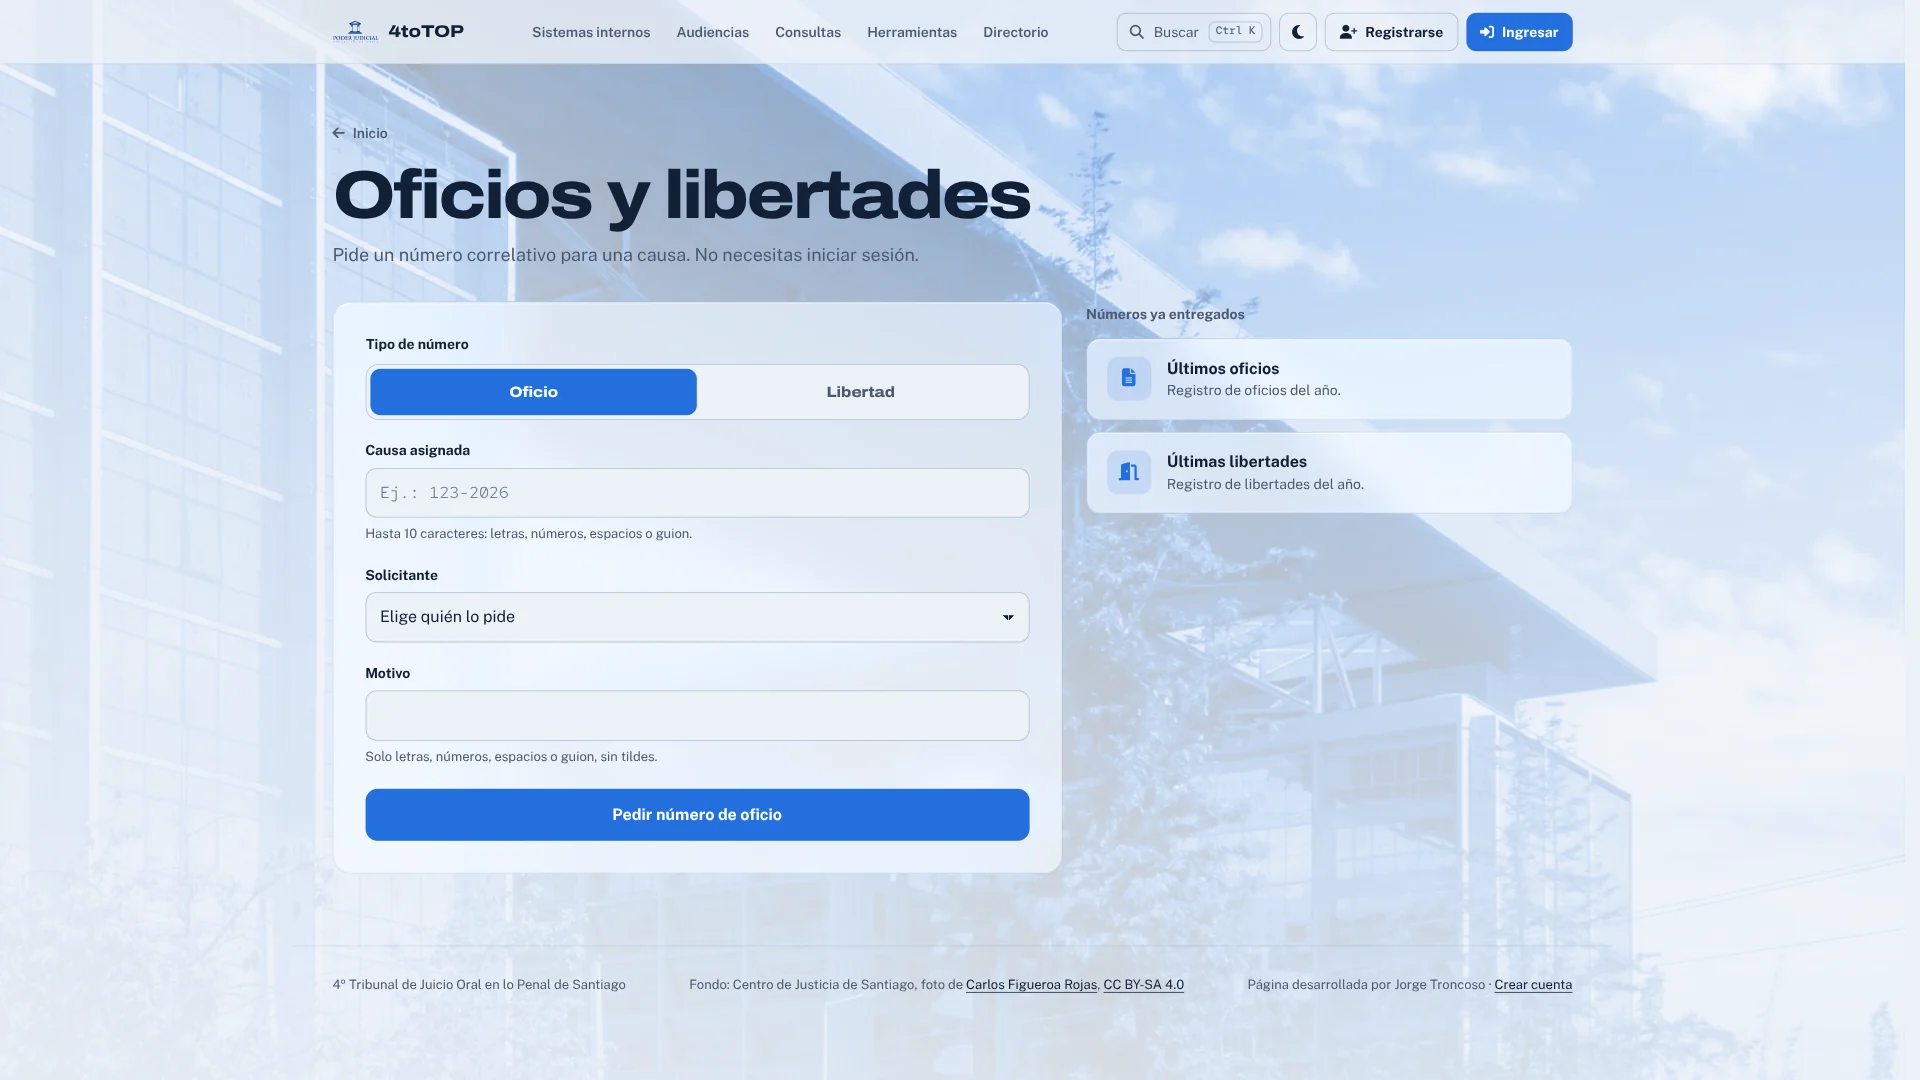 PODER JUDICIAL
4toTOP
Sistemas internos
Audiencias
Consultas
Herramientas
Directorio
Buscar
Ctrl K
Registrarse
Ingresar
Inicio
Oficios y libertades
Pide un número correlativo para una causa. No necesitas iniciar sesión.
Tipo de número
Oficio
Libertad
Causa asignada
Ej.: 123-2026
Hasta 10 caracteres: letras, números, espacios o guion.
Solicitante
Elige quién lo pide
Motivo
Solo letras, números, espacios o guion, sin tildes.
Pedir número de oficio
Números ya entregados
Últimos oficios
Registro de oficios del año.
Últimas libertades
Registro de libertades del año.
4º Tribunal de Juicio Oral en lo Penal de Santiago
Fondo: Centro de Justicia de Santiago, foto de Carlos Figueroa Rojas, CC BY-SA 4.0
Página desarrollada por Jorge Troncoso · Crear cuenta